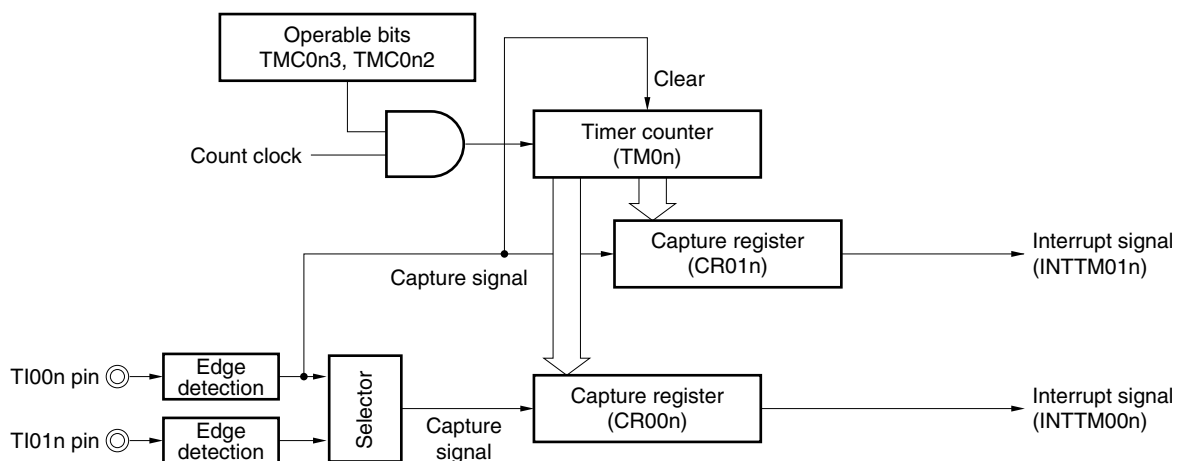 Operable bits
TMC0n3, TMC0n2
Clear
Timer counter
(TM0n)
Count clock
Capture register
(CR01n)
Interrupt signal
(INTTM01n)
Capture signal
TI00n pin
Edge
detection
Selector
Capture register
(CR00n)
Interrupt signal
(INTTM00n)
TI01n pin
Edge
detection
Capture
signal